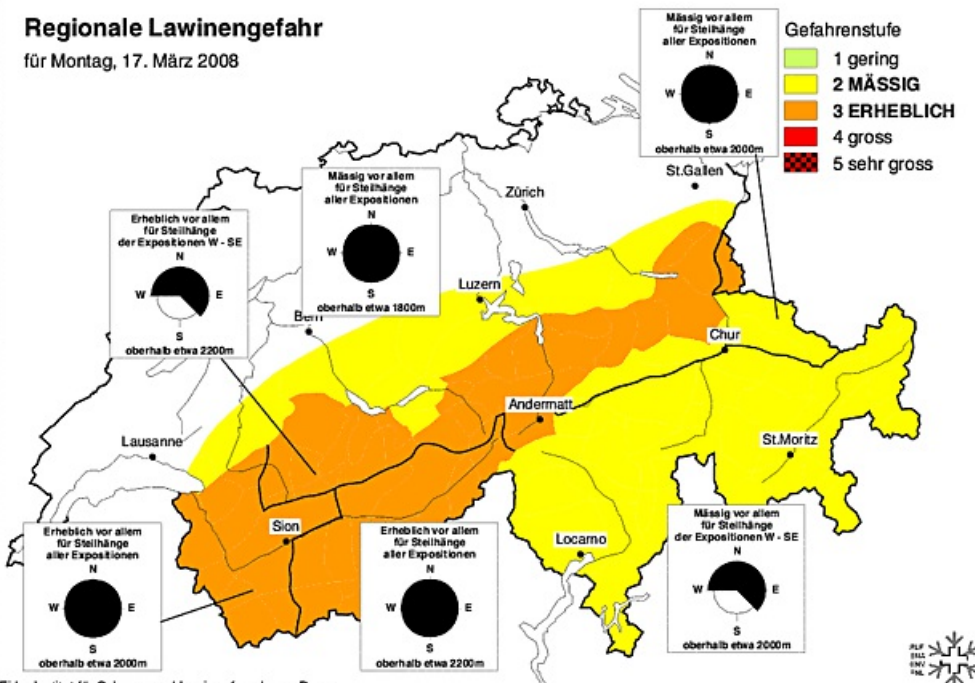 Regionale Lawinengefahr
für Montag, 17. März 2008
Mässig vor allem
für Steilhänge
aller Expositionen
N
W E
S
oberhalb etwa 2000m
Gefahrenstufe
1 gering
2 MÄSSIG
3 ERHEBLICH
4 gross
5 sehr gross
St.Gallen
Zürich
Mässig vor allem
für Steilhänge
aller Expositionen
N
W E
S
oberhalb etwa 1800m
Erheblich vor allem
für Steilhänge
der Expositionen W - SE
N
W E
S
oberhalb etwa 2200m
Luzern
Bern
Chur
Andermatt
Lausanne
St.Moritz
Sion
Locarno
Erheblich vor allem
für Steilhänge
aller Expositionen
N
W E
S
oberhalb etwa 2000m
Erheblich vor allem
für Steilhänge
aller Expositionen
N
W E
S
oberhalb etwa 2200m
Mässig vor allem
für Steilhänge
der Expositionen W - SE
N
W E
S
oberhalb etwa 2000m